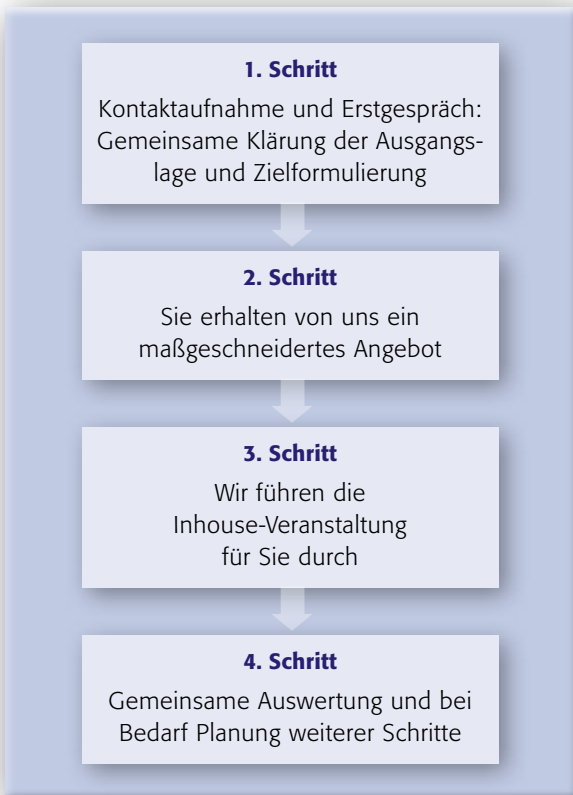 1. Schritt
Kontaktaufnahme und Erstgespräch:
Gemeinsame Klärung der Ausgangs-
lage und Zielformulierung
2. Schritt
Sie erhalten von uns ein
maßgeschneidertes Angebot
3. Schritt
Wir führen die
Inhouse-Veranstaltung
für Sie durch
4. Schritt
Gemeinsame Auswertung und bei
Bedarf Planung weiterer Schritte